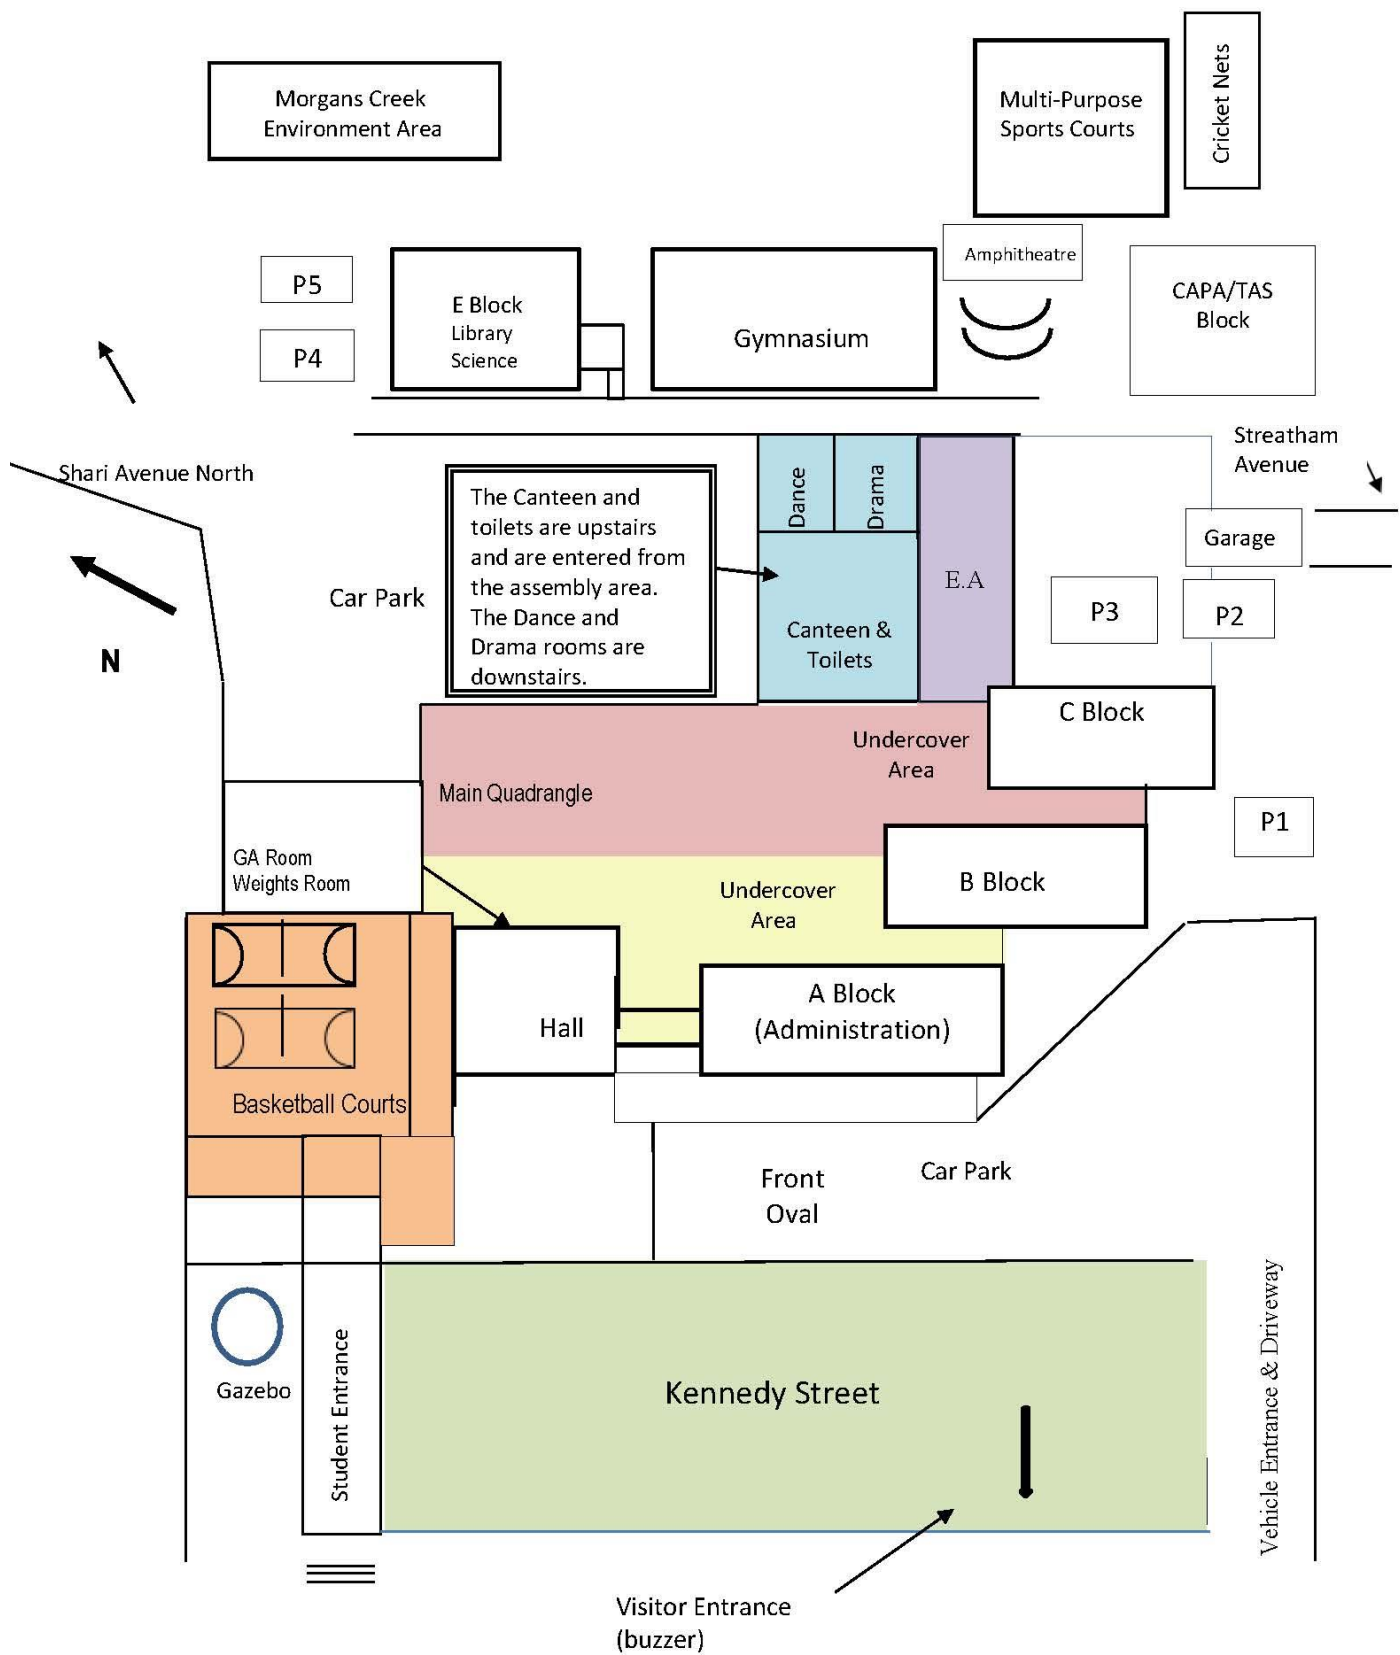 Morgans Creek
Environment Area
Multi-Purpose
Sports Courts
Cricket Nets
P5
P4
E Block
Library
Science
Gymnasium
Amphitheatre
CAPA/TAS
Block
Shari Avenue North
Streatham
Avenue
The Canteen and
toilets are upstairs
and are entered from
the assembly area.
The Dance and
Drama rooms are
downstairs.
Dance
Drama
Garage
E.A
Car Park
P3
P2
Canteen &
Toilets
N
C Block
Undercover
Area
Main Quadrangle
P1
GA Room
Weights Room
Undercover
Area
B Block
A Block
(Administration)
Hall
Basketball Courts
Front
Oval
Car Park
Gazebo
Student Entrance
Kennedy Street
Vehicle Entrance & Driveway
Visitor Entrance
(buzzer)